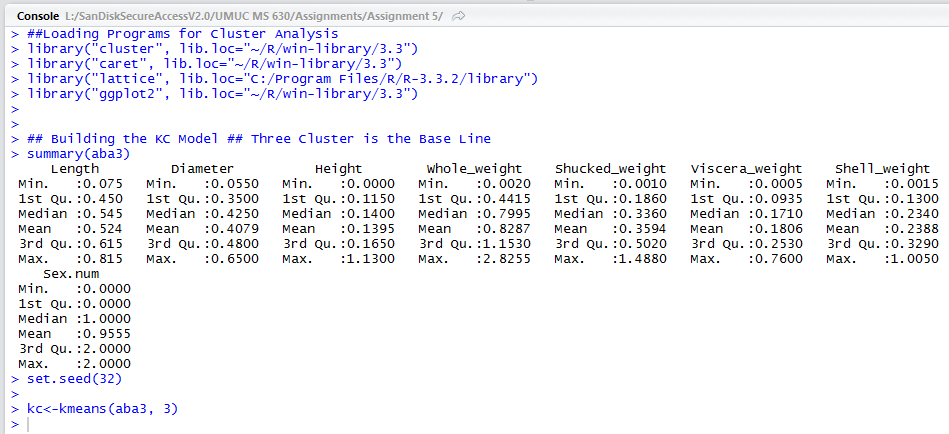 Console L:/SanDiskSecureAccessV2.0/UMUC MS 630/Assignments/Assignment 5/
> ##Loading Programs for Cluster Analysis
> library("cluster", lib.loc="~/R/win-library/3.3")
> library("caret", lib.loc="~/R/win-library/3.3")
> library("lattice", lib.loc="C:/Program Files/R/R-3.3.2/library")
> library("ggplot2", lib.loc="~/R/win-library/3.3")
>
>
> ## Building the KC Model ## Three Cluster is the Base Line
> summary(aba3)
     Length         Diameter          Height        Whole_weight    Shucked_weight   Viscera_weight    Shell_weight
 Min.   :0.075   Min.   :0.0550   Min.   :0.0000   Min.   :0.0020   Min.   :0.0010   Min.   :0.0005   Min.   :0.0015
 1st Qu.:0.450   1st Qu.:0.3500   1st Qu.:0.1150   1st Qu.:0.4415   1st Qu.:0.1860   1st Qu.:0.0935   1st Qu.:0.1300
 Median :0.545   Median :0.4250   Median :0.1400   Median :0.7995   Median :0.3360   Median :0.1710   Median :0.2340
 Mean   :0.524   Mean   :0.4079   Mean   :0.1395   Mean   :0.8287   Mean   :0.3594   Mean   :0.1806   Mean   :0.2388
 3rd Qu.:0.615   3rd Qu.:0.4800   3rd Qu.:0.1650   3rd Qu.:1.1530   3rd Qu.:0.5020   3rd Qu.:0.2530   3rd Qu.:0.3290
 Max.   :0.815   Max.   :0.6500   Max.   :1.1300   Max.   :2.8255   Max.   :1.4880   Max.   :0.7600   Max.   :1.0050
    Sex.num
 Min.   :0.0000
 1st Qu.:0.0000
 Median :1.0000
 Mean   :0.9555
 3rd Qu.:2.0000
 Max.   :2.0000
> set.seed(32)
>
> kc<-kmeans(aba3, 3)
>